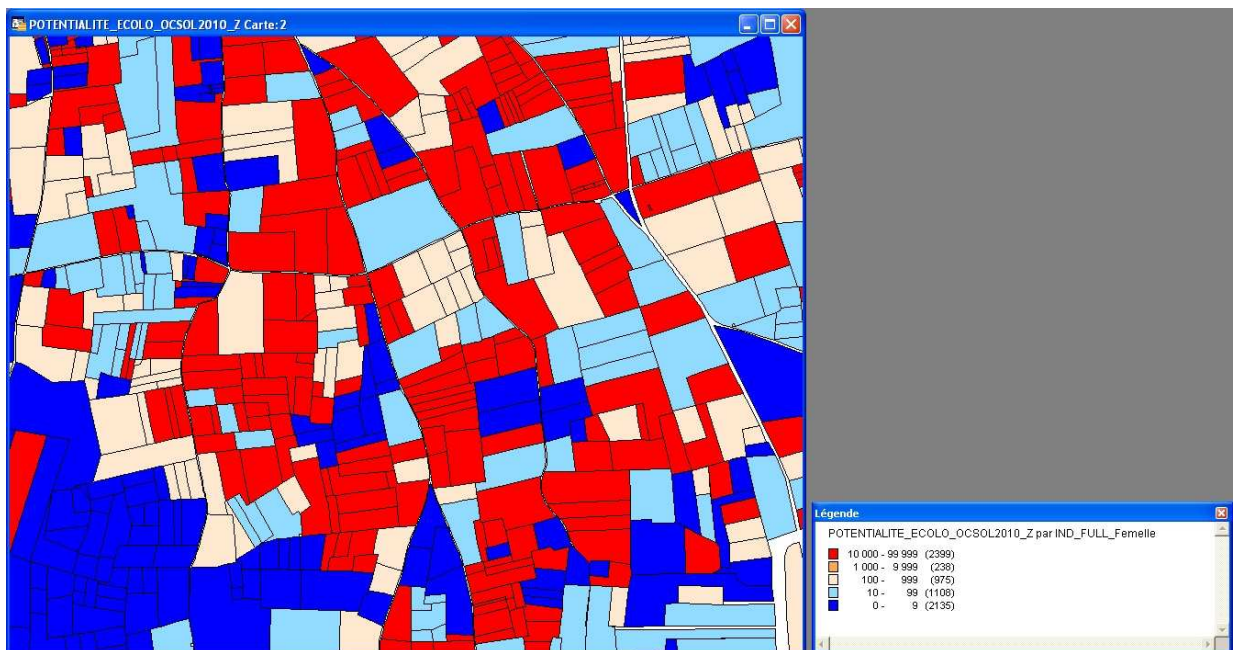 POTENTIALITE_ECOLO_OCSOL2010_Z Carte:2
Légende
POTENTIALITE_ECOLO_OCSOL2010_Z par IND_FULL_Femelle
10 000 - 99 999 (2399)
1 000 - 9 999 (238)
100 - 999 (975)
10 - 99 (1108)
0 - 9 (2135)